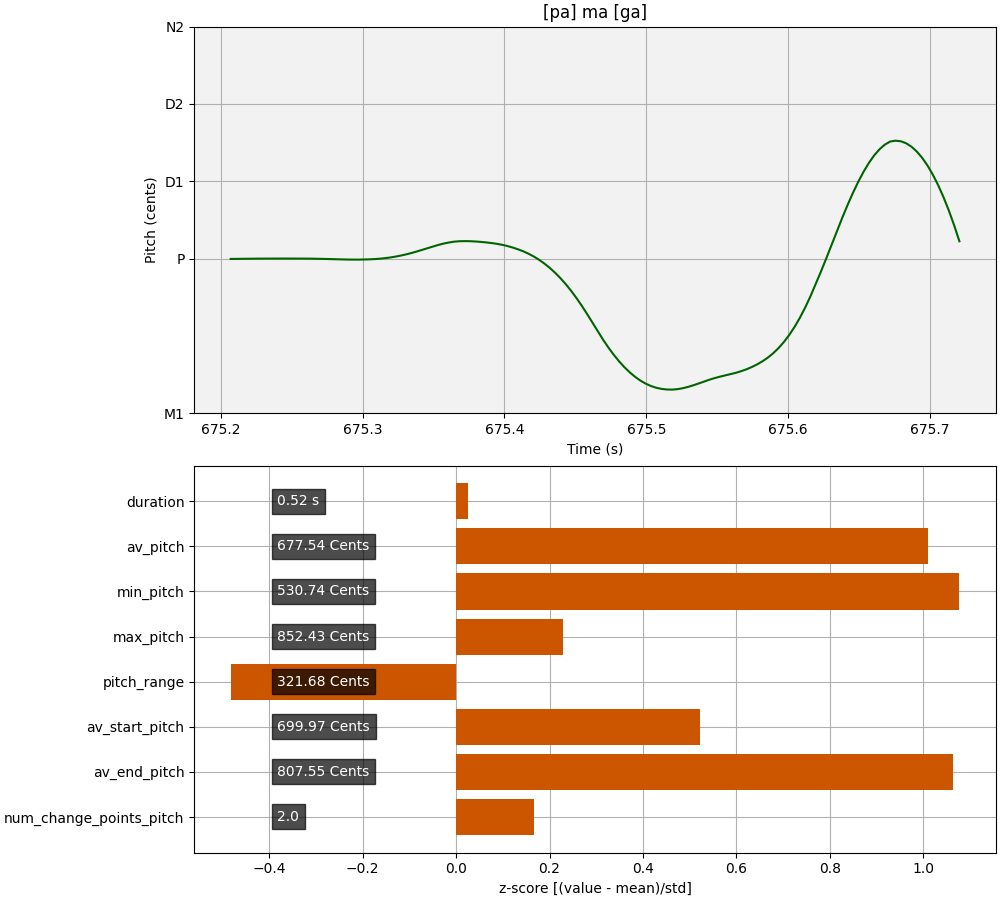 [pa] ma [ga]
N2
D2
D1
P
M1
Pitch (cents)
675.2 675.3 675.4 675.5 675.6 675.7
Time (s)
duration 0.52 s
av_pitch 677.54 Cents
min_pitch 530.74 Cents
max_pitch 852.43 Cents
pitch_range 321.68 Cents
av_start_pitch 699.97 Cents
av_end_pitch 807.55 Cents
num_change_points_pitch 2.0
−0.4 −0.2 0.0 0.2 0.4 0.6 0.8 1.0
z-score [(value - mean)/std]